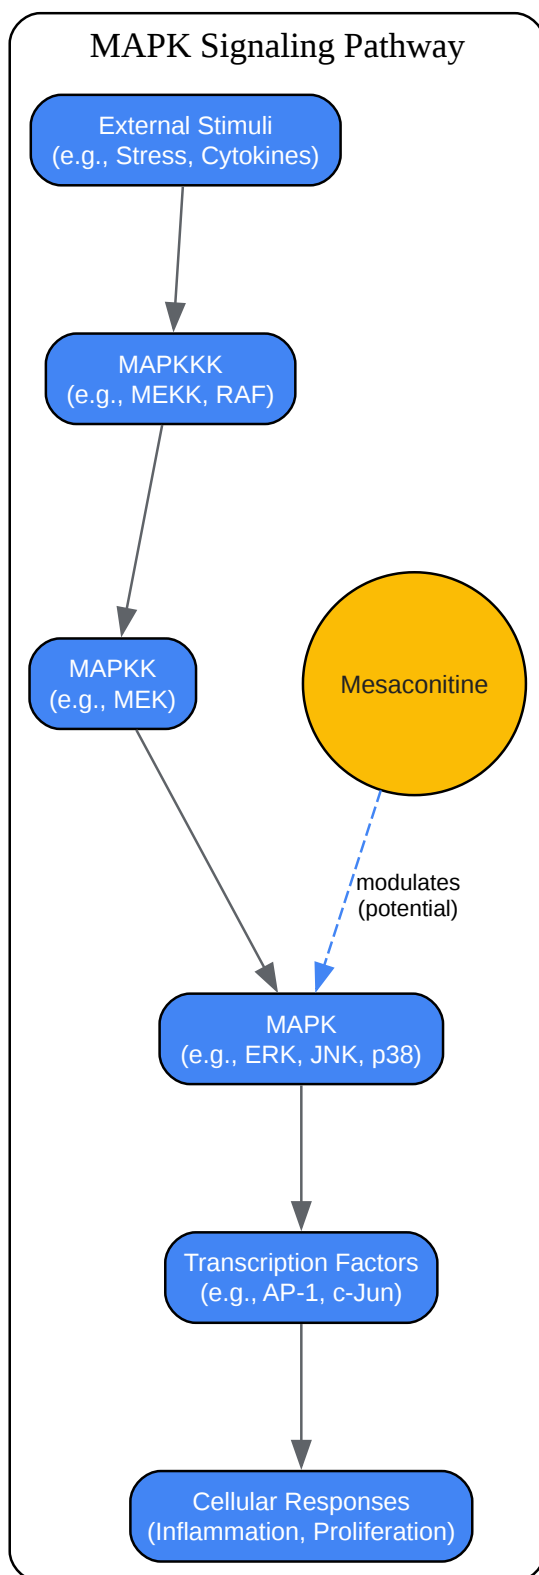 MAPK Signaling Pathway
External Stimuli
(e.g., Stress, Cytokines)
MAPKKK
(e.g., MEKK, RAF)
MAPKK
(e.g., MEK)
Mesaconitine
modulates
(potential)
MAPK
(e.g., ERK, JNK, p38)
Transcription Factors
(e.g., AP-1, c-Jun)
Cellular Responses
(Inflammation, Proliferation)